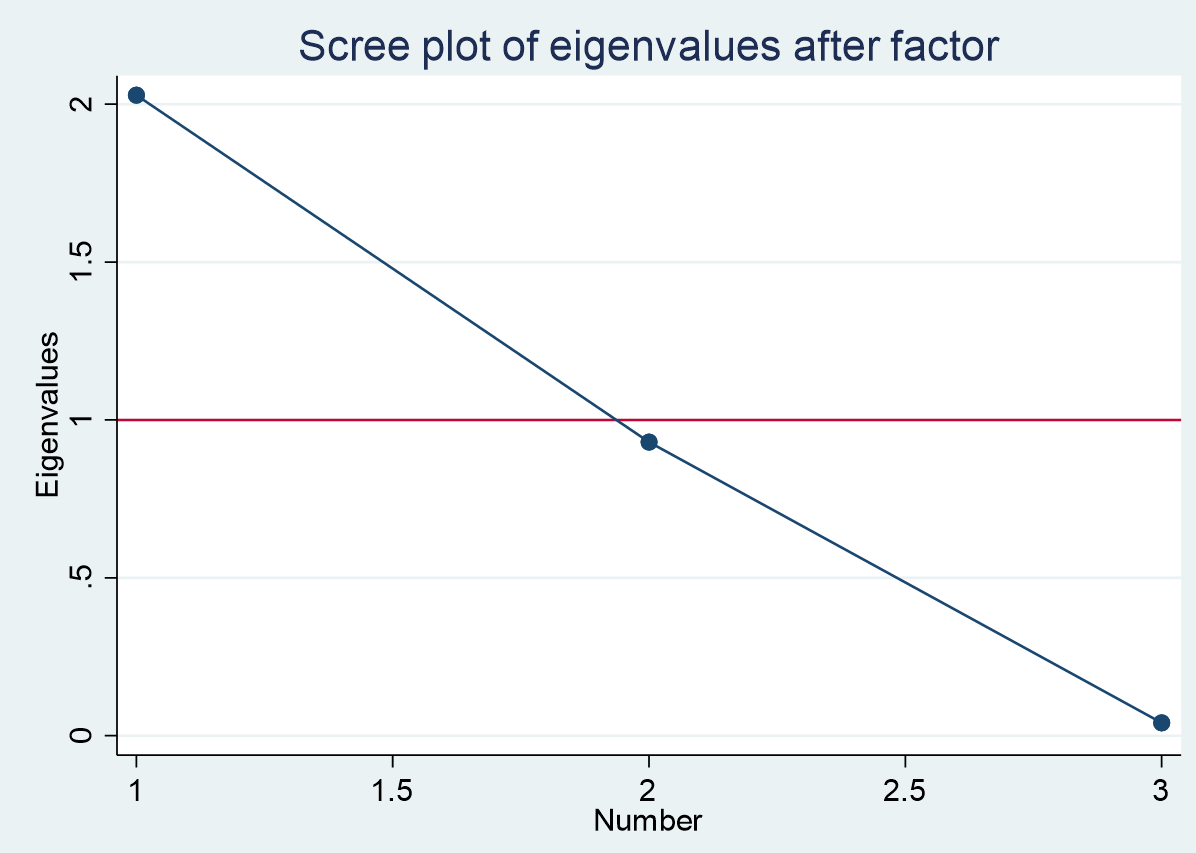 Scree plot of eigenvalues after factor
Eigenvalues
2
1.5
1
.5
0
1 1.5 2 2.5 3
Number